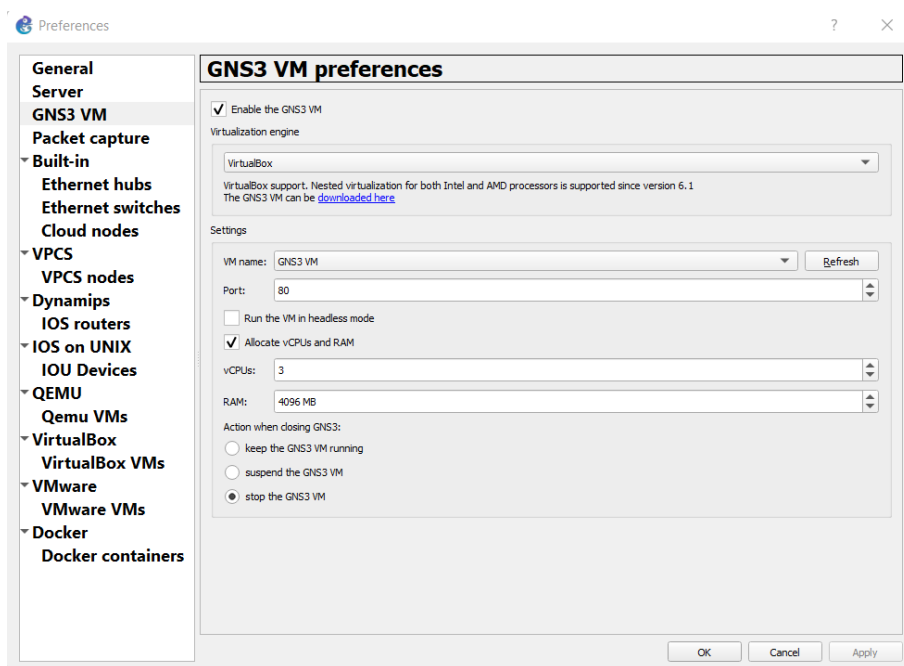 Preferences
General
Server
GNS3 VM
Packet capture
Built-in
Ethernet hubs
Ethernet switches
Cloud nodes
VPCS
VPCS nodes
Dynamips
IOS routers
IOS on UNIX
IOU Devices
QEMU
Qemu VMs
VirtualBox
VirtualBox VMs
VMware
VMware VMs
Docker
Docker containers
GNS3 VM preferences
Enable the GNS3 VM
Virtualization engine
VirtualBox
VirtualBox support. Nested virtualization for both Intel and AMD processors is supported since version 6.1
The GNS3 VM can be downloaded here
Settings
VM name: GNS3 VM Refresh
Port: 80
Run the VM in headless mode
Allocate vCPUs and RAM
vCPUs: 3
RAM: 4096 MB
Action when closing GNS3:
keep the GNS3 VM running
suspend the GNS3 VM
stop the GNS3 VM
OK Cancel Apply